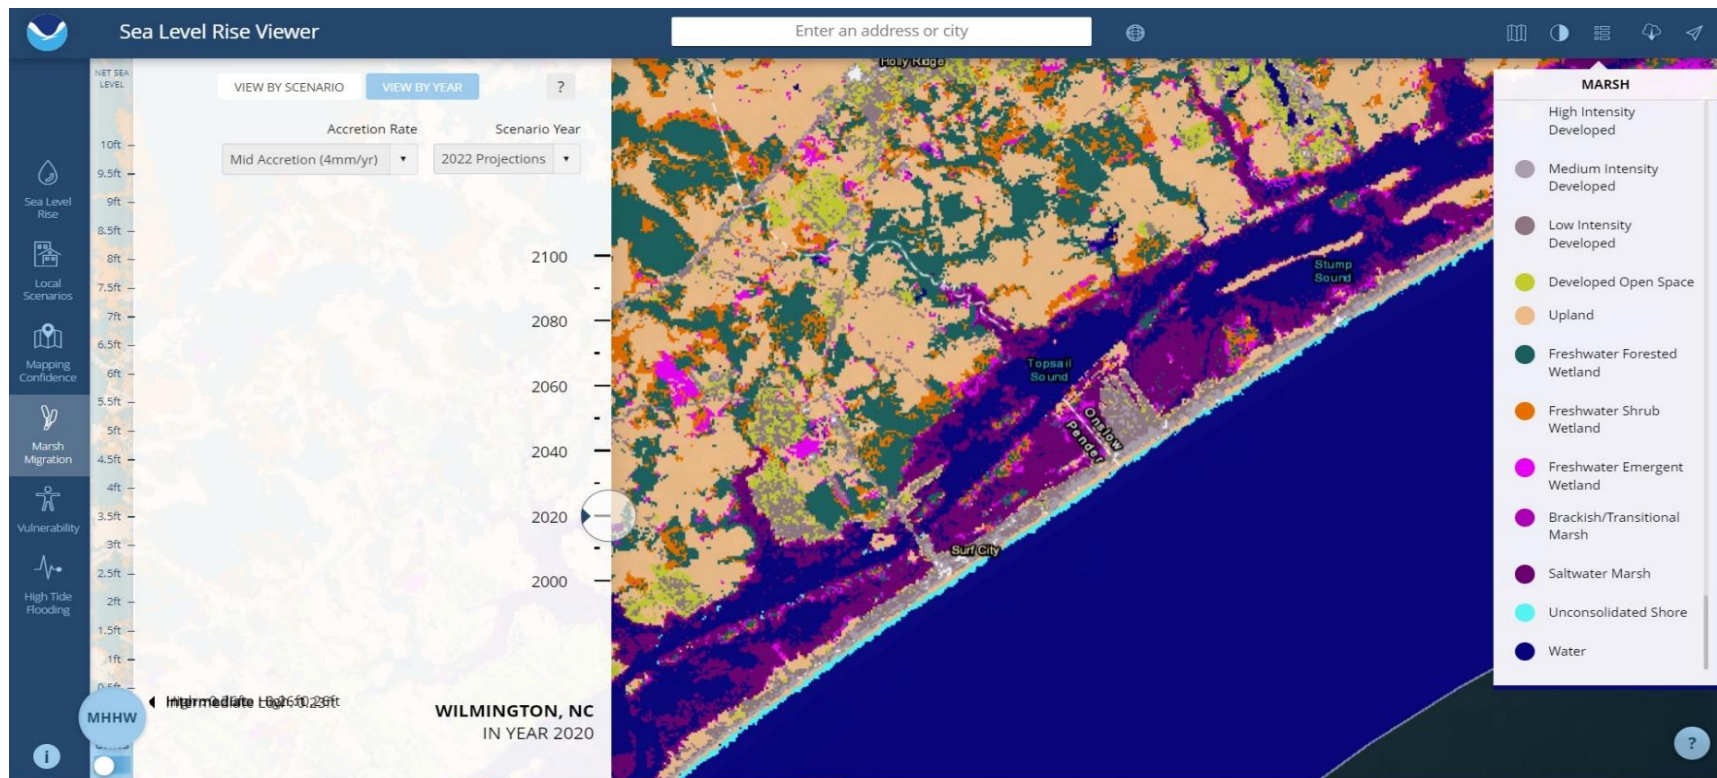 Sea Level Rise Viewer
Enter an address or city
NET SEA
LEVEL
10ft
9.5ft
9ft
8.5ft
8ft
7.5ft
7ft
6.5ft
6ft
5.5ft
5ft
4.5ft
4ft
3.5ft
3ft
2.5ft
2ft
1.5ft
1ft
MHHW
Sea Level
Rise
Local
Scenarios
Mapping
Confidence
Marsh
Migration
Vulnerability
High Tide
Flooding
i
VIEW BY SCENARIO
VIEW BY YEAR
?
Accretion Rate
Scenario Year
Mid Accretion (4mm/yr)
2022 Projections
2100
2080
2060
2040
2020
2000
WILMINGTON, NC
IN YEAR 2020
Holly Ridge
Stump
Sound
Topsail
Sound
Onslow
Pender
Surf City
MARSH
High Intensity
Developed
Medium Intensity
Developed
Low Intensity
Developed
Developed Open Space
Upland
Freshwater Forested
Wetland
Freshwater Shrub
Wetland
Freshwater Emergent
Wetland
Brackish/Transitional
Marsh
Saltwater Marsh
Unconsolidated Shore
Water
?